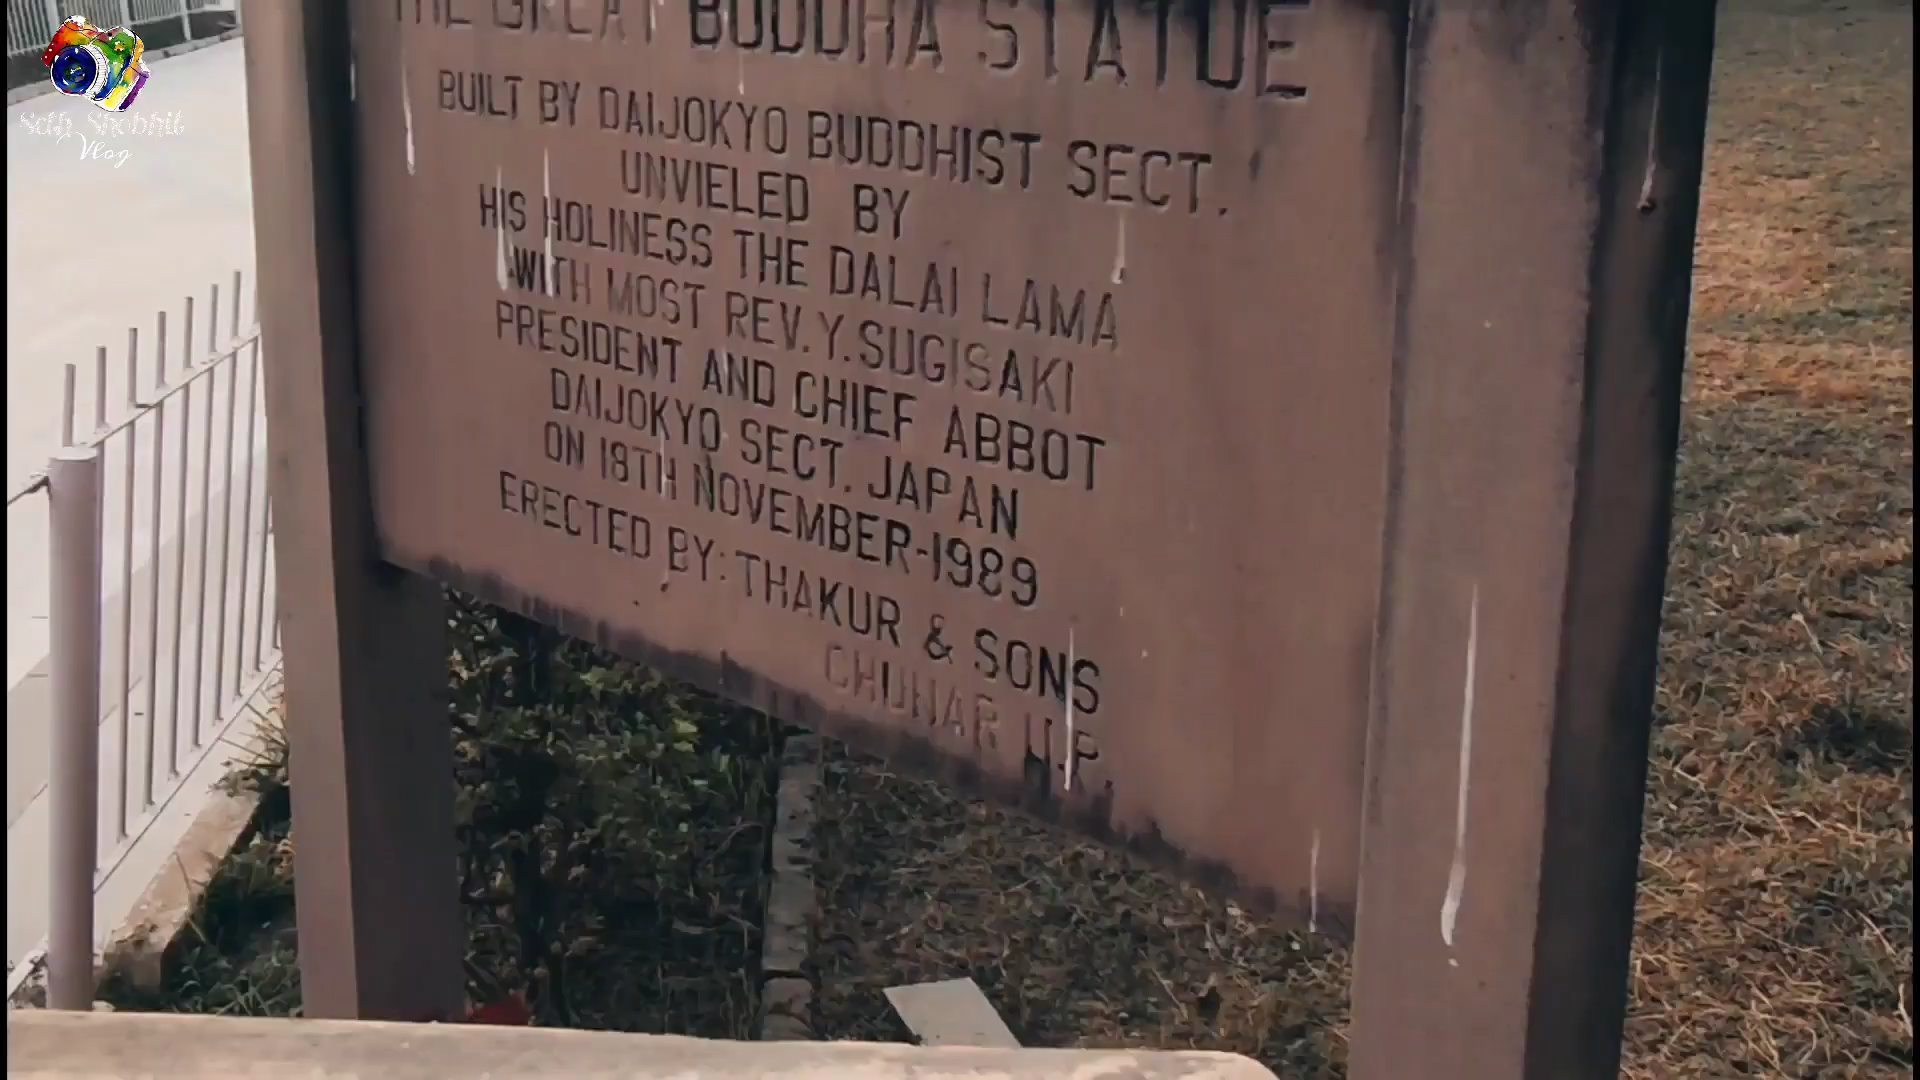 Seth Shobhit
Vlog
THE GREAT BUDDHA STATUE
BUILT BY DAIJOKYO BUDDHIST SECT.
UNVIELED BY
HIS HOLINESS THE DALAI LAMA
WITH MOST REV. Y. SUGISAKI
PRESIDENT AND CHIEF ABBOT
DAIJOKYO SECT. JAPAN
ON 18TH NOVEMBER-1989
ERECTED BY: THAKUR & SONS
CHUNAR U.P.